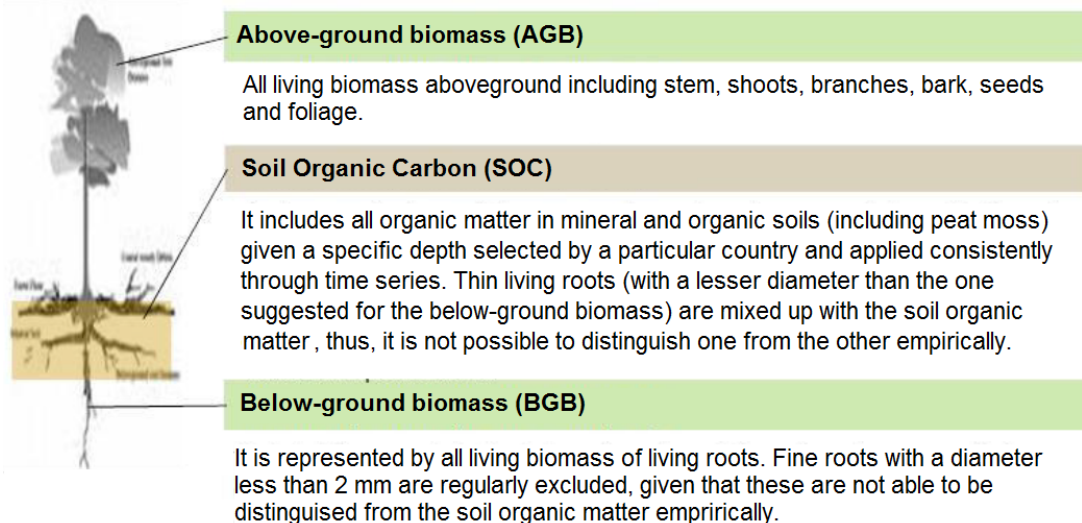 Above-ground biomass (AGB)
All living biomass aboveground including stem, shoots, branches, bark, seeds
and foliage.
Soil Organic Carbon (SOC)
It includes all organic matter in mineral and organic soils (including peat moss)
given a specific depth selected by a particular country and applied consistently
through time series. Thin living roots (with a lesser diameter than the one
suggested for the below-ground biomass) are mixed up with the soil organic
matter , thus, it is not possible to distinguish one from the other empirically.
Below-ground biomass (BGB)
It is represented by all living biomass of living roots. Fine roots with a diameter
less than 2 mm are regularly excluded, given that these are not able to be
distinguised from the soil organic matter emprirically.